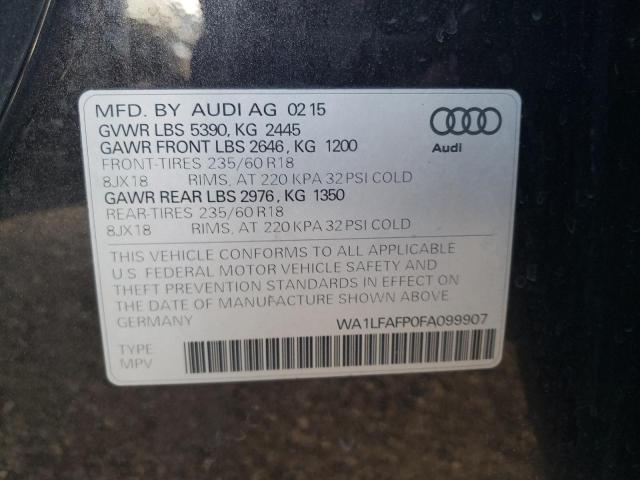 MFD. BY AUDI AG 02 15
GVWR LBS 5390, KG 2445
GAWR FRONT LBS 2646, KG 1200
FRONT-TIRES 235/60 R18
8JX18 RIMS, AT 220 KPA 32 PSI COLD
GAWR REAR LBS 2976, KG 1350
REAR-TIRES 235/60 R18
8JX18 RIMS, AT 220 KPA 32 PSI COLD
Audi
THIS VEHICLE CONFORMS TO ALL APPLICABLE
U.S. FEDERAL MOTOR VEHICLE SAFETY AND
THEFT PREVENTION STANDARDS IN EFFECT ON
THE DATE OF MANUFACTURE SHOWN ABOVE.
GERMANY WA1LFAFP0FA099907
TYPE
MPV